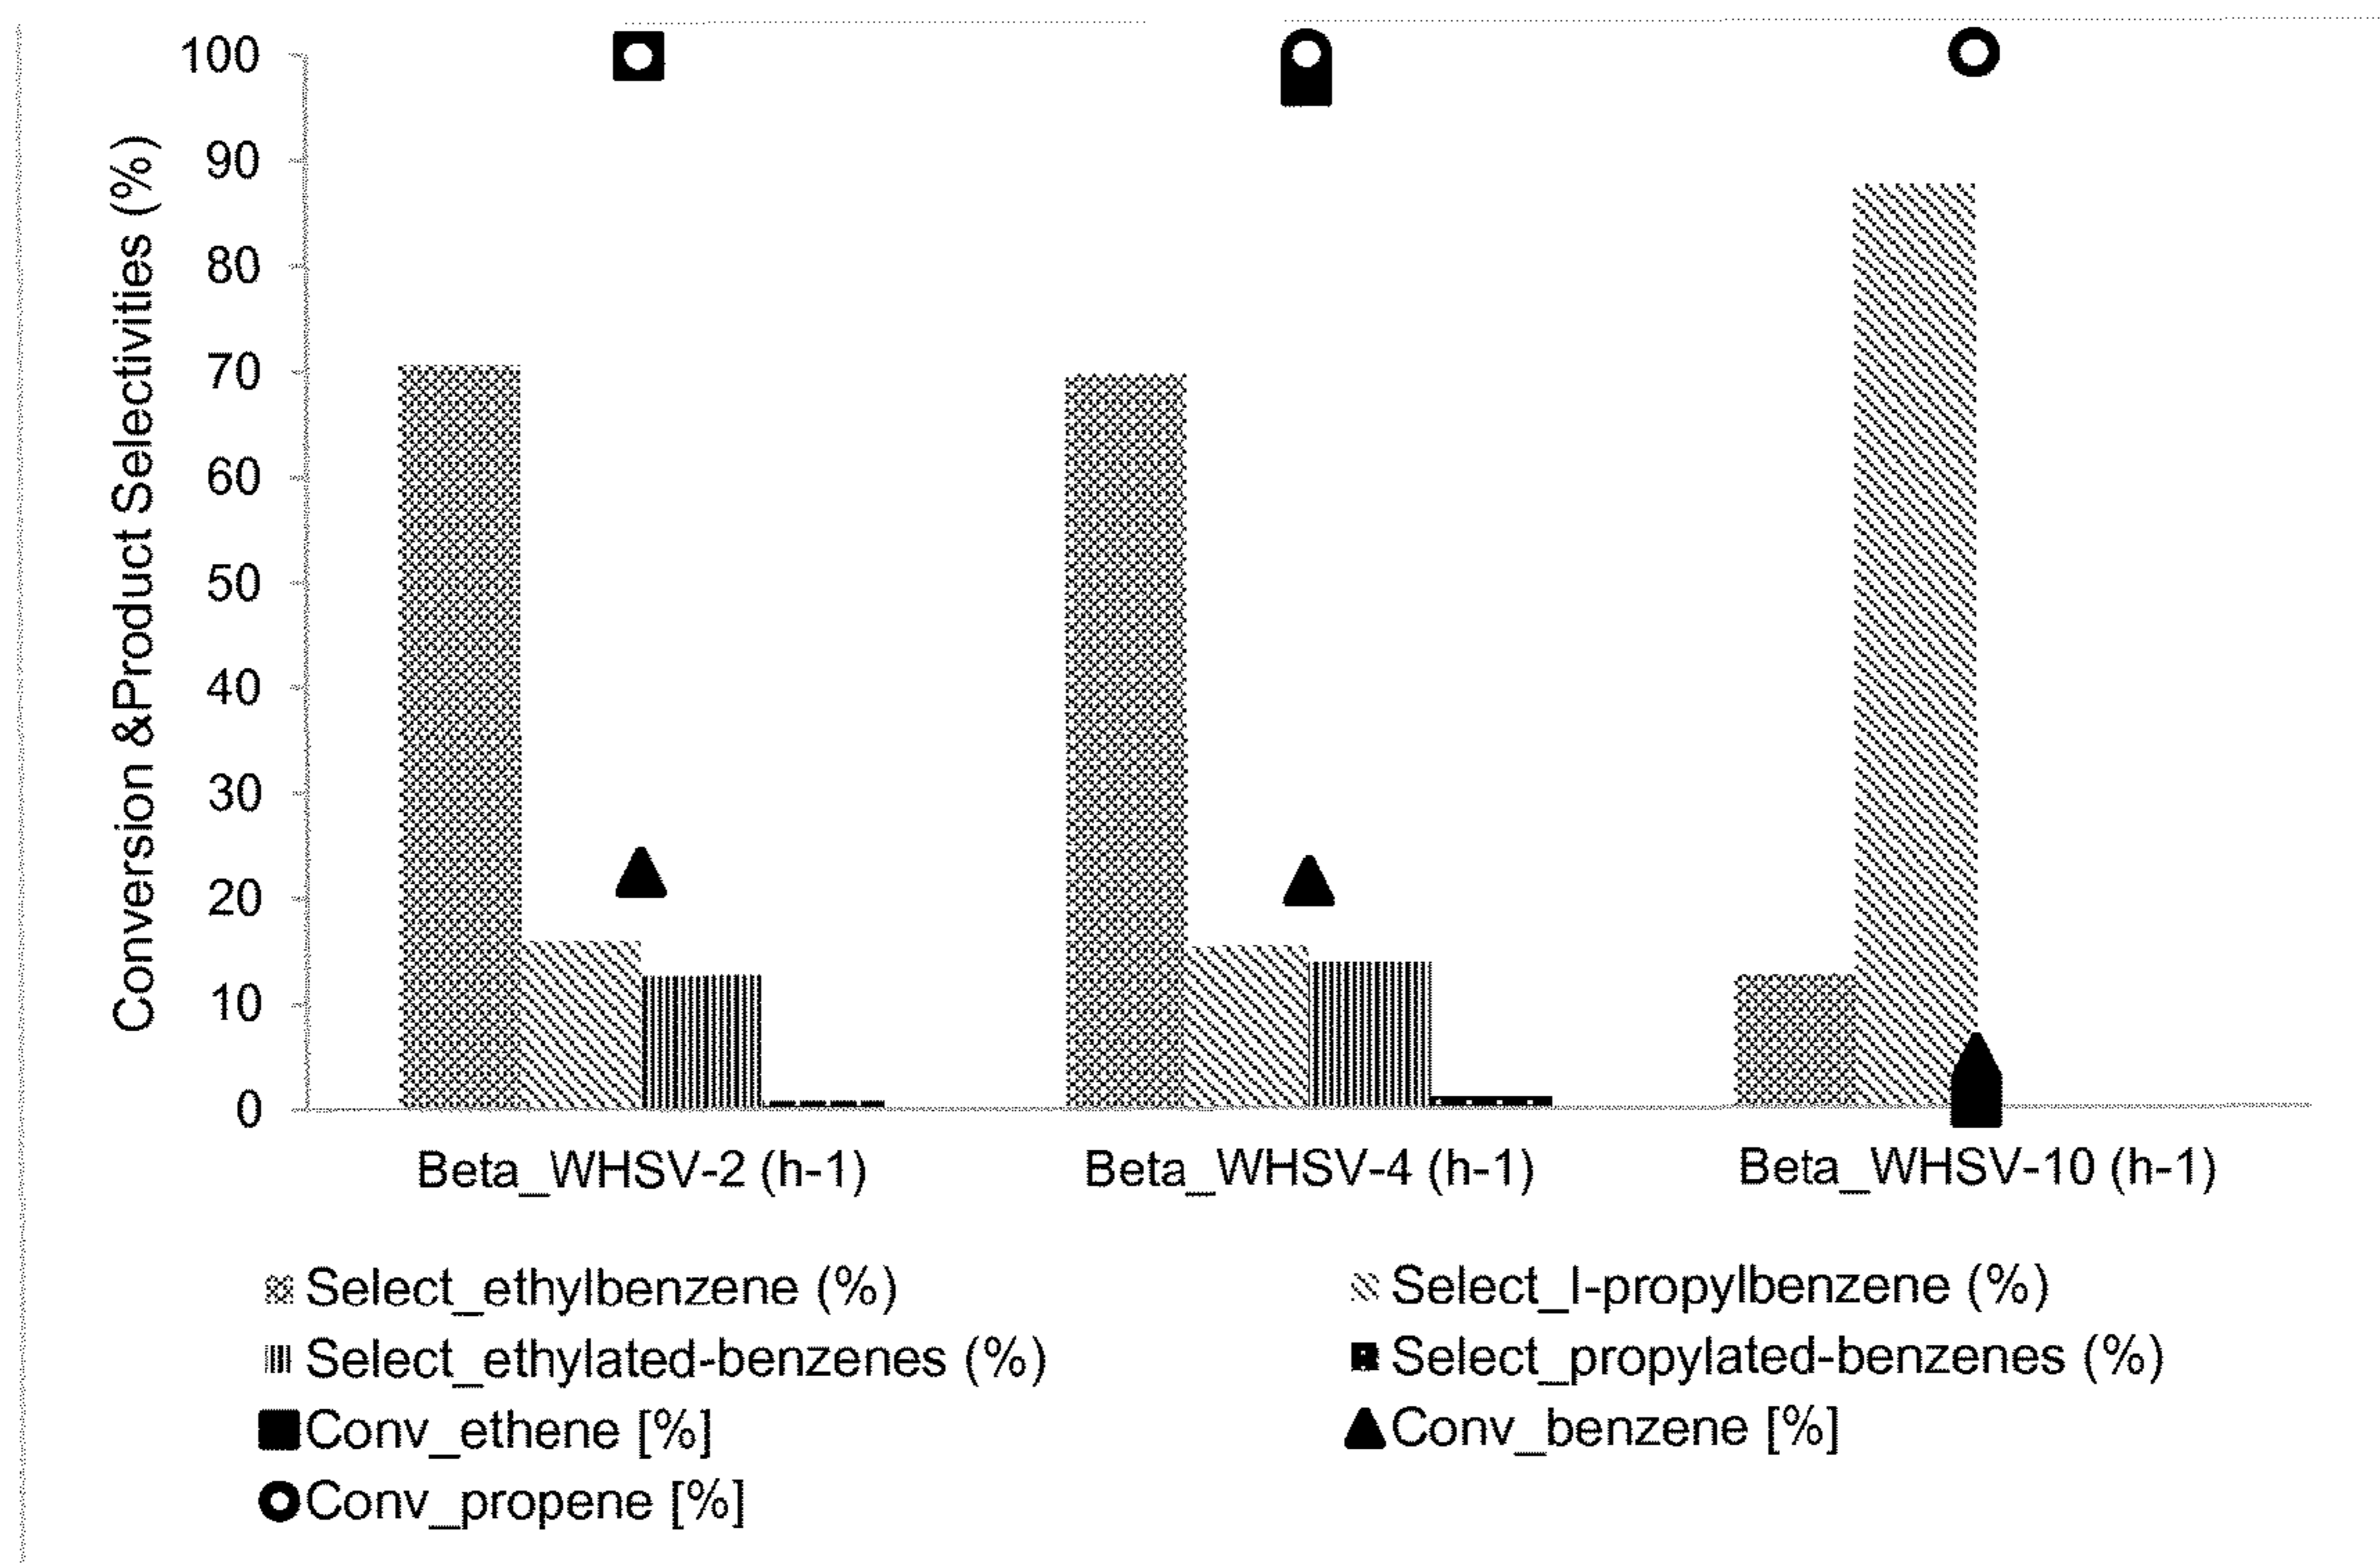 Conversion &Product Selectivities (%)
100
90
80
70
60
50
40
30
20
10
0
Beta_WHSV-2 (h-1)
Beta_WHSV-4 (h-1)
Beta_WHSV-10 (h-1)
Select_ethylbenzene (%)
Select_I-propylbenzene (%)
Select_ethylated-benzenes (%)
Select_propylated-benzenes (%)
Conv_ethene [%]
Conv_benzene [%]
Conv_propene [%]